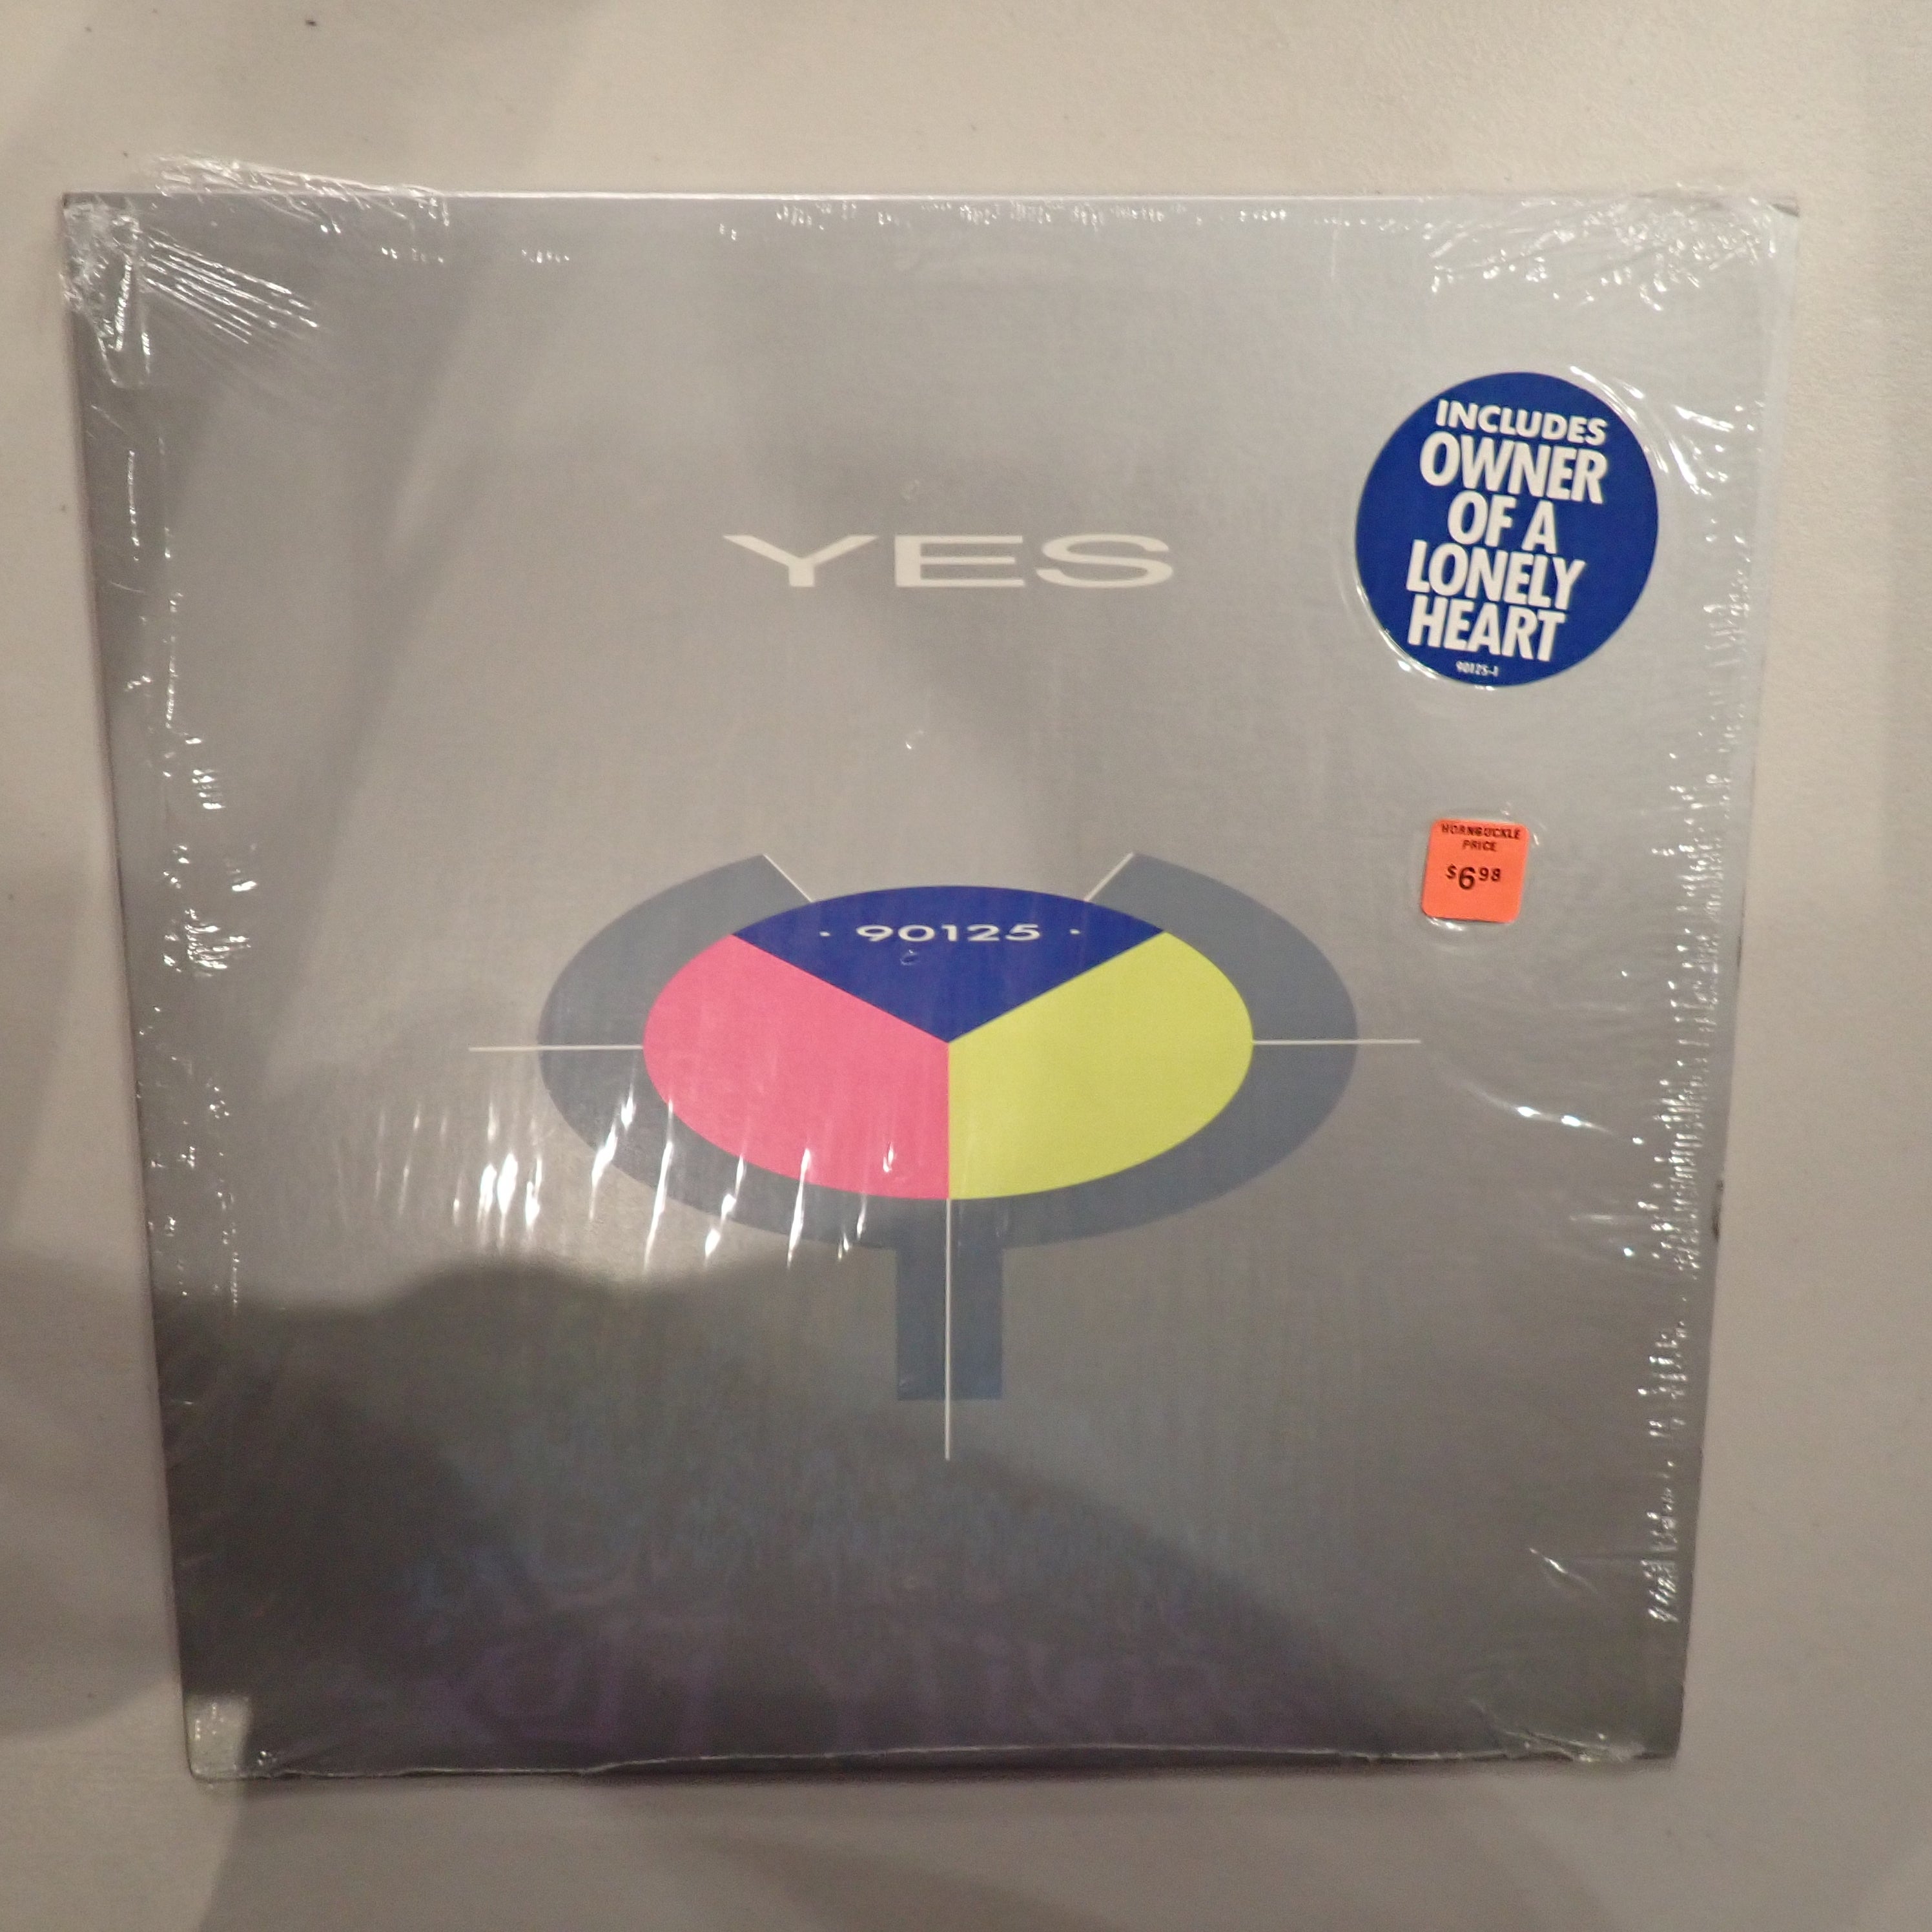 YES
INCLUDES
OWNER
OF A
LONELY
HEART
90125-1
HORNBUCKLE
PRICE
$6.98
· 90125 ·